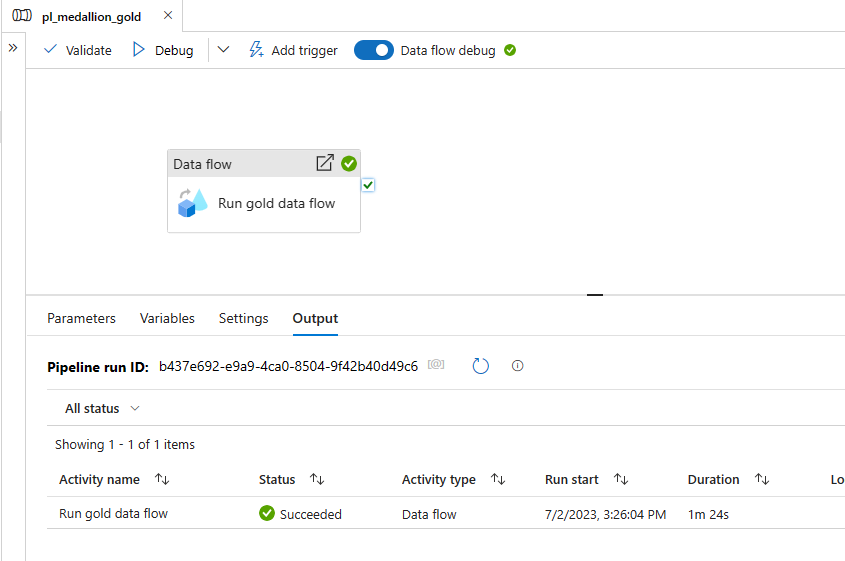 pl_medallion_gold
Validate Debug Add trigger Data flow debug
Data flow
Run gold data flow
Parameters Variables Settings Output
Pipeline run ID: b437e692-e9a9-4ca0-8504-9f42b40d49c6 [@]
All status
Showing 1 - 1 of 1 items
Activity name Status Activity type Run start Duration Lo
Run gold data flow Succeeded Data flow 7/2/2023, 3:26:04 PM 1m 24s